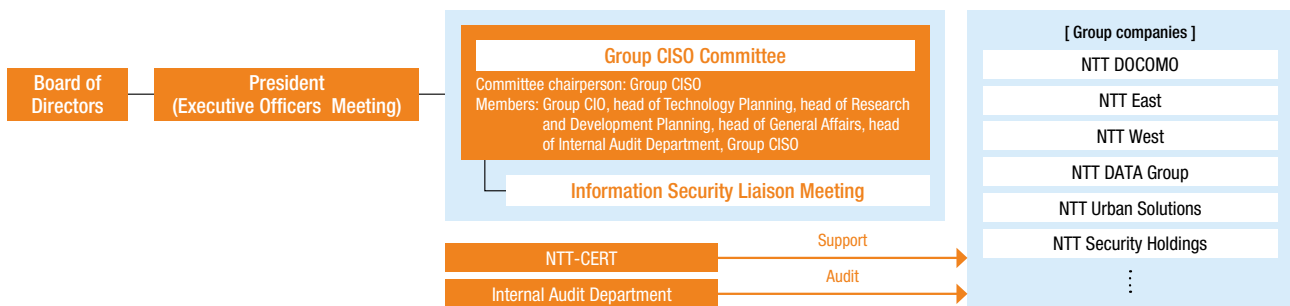 Board of
Directors
President
(Executive Officers Meeting)
Group CISO Committee
Committee chairperson: Group CISO
Members: Group CIO, head of Technology Planning, head of Research
and Development Planning, head of General Affairs, head
of Internal Audit Department, Group CISO
Information Security Liaison Meeting
NTT-CERT
Support
Internal Audit Department
Audit
[ Group companies ]
NTT DOCOMO
NTT East
NTT West
NTT DATA Group
NTT Urban Solutions
NTT Security Holdings
⋮